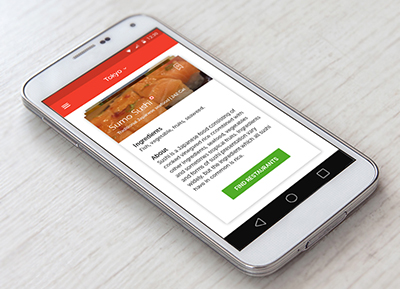 12:30
Tokyo
Sumo Sushi
Ingredients
Fish, vegetable, fruits, seaweed.
About
Sushi is a Japanese food consisting of
cooked vinegared rice combined with
other ingredients, seafood, vegetables
and sometimes tropical fruits. Ingredients
and forms of sushi presentation vary
widely, but the ingredient which all sushi
have in common is rice.
FIND RESTAURANTS